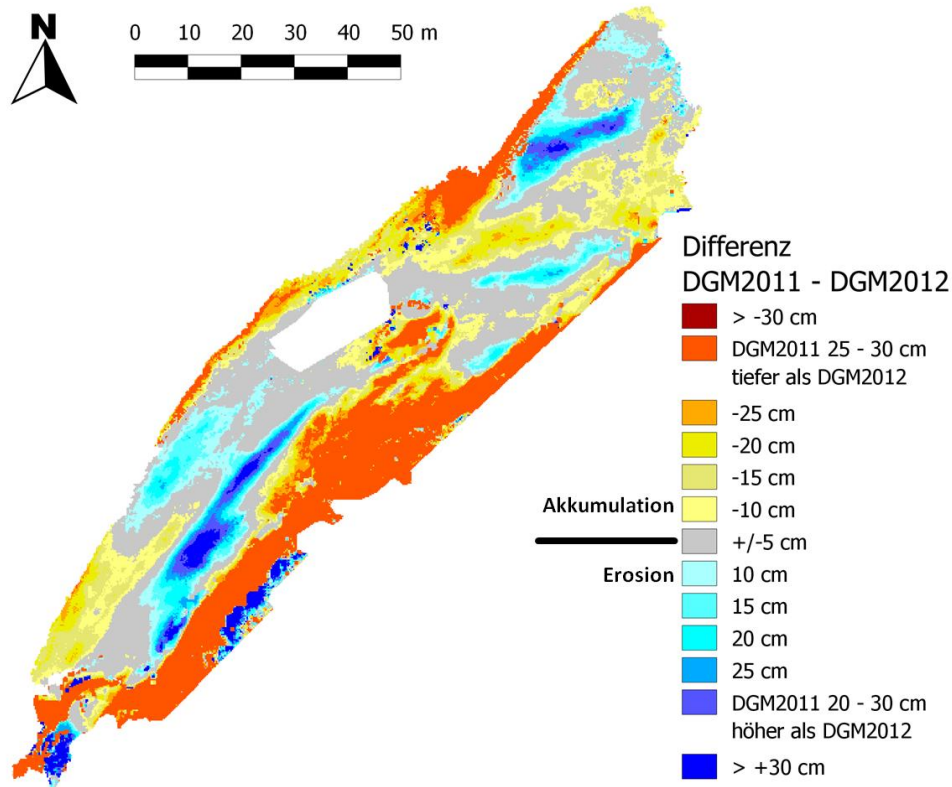 N
0 10 20 30 40 50 m
Differenz
DGM2011 - DGM2012
> -30 cm
DGM2011 25 - 30 cm
tiefer als DGM2012
-25 cm
-20 cm
-15 cm
-10 cm
Akkumulation
+/-5 cm
Erosion
10 cm
15 cm
20 cm
25 cm
DGM2011 20 - 30 cm
höher als DGM2012
> +30 cm